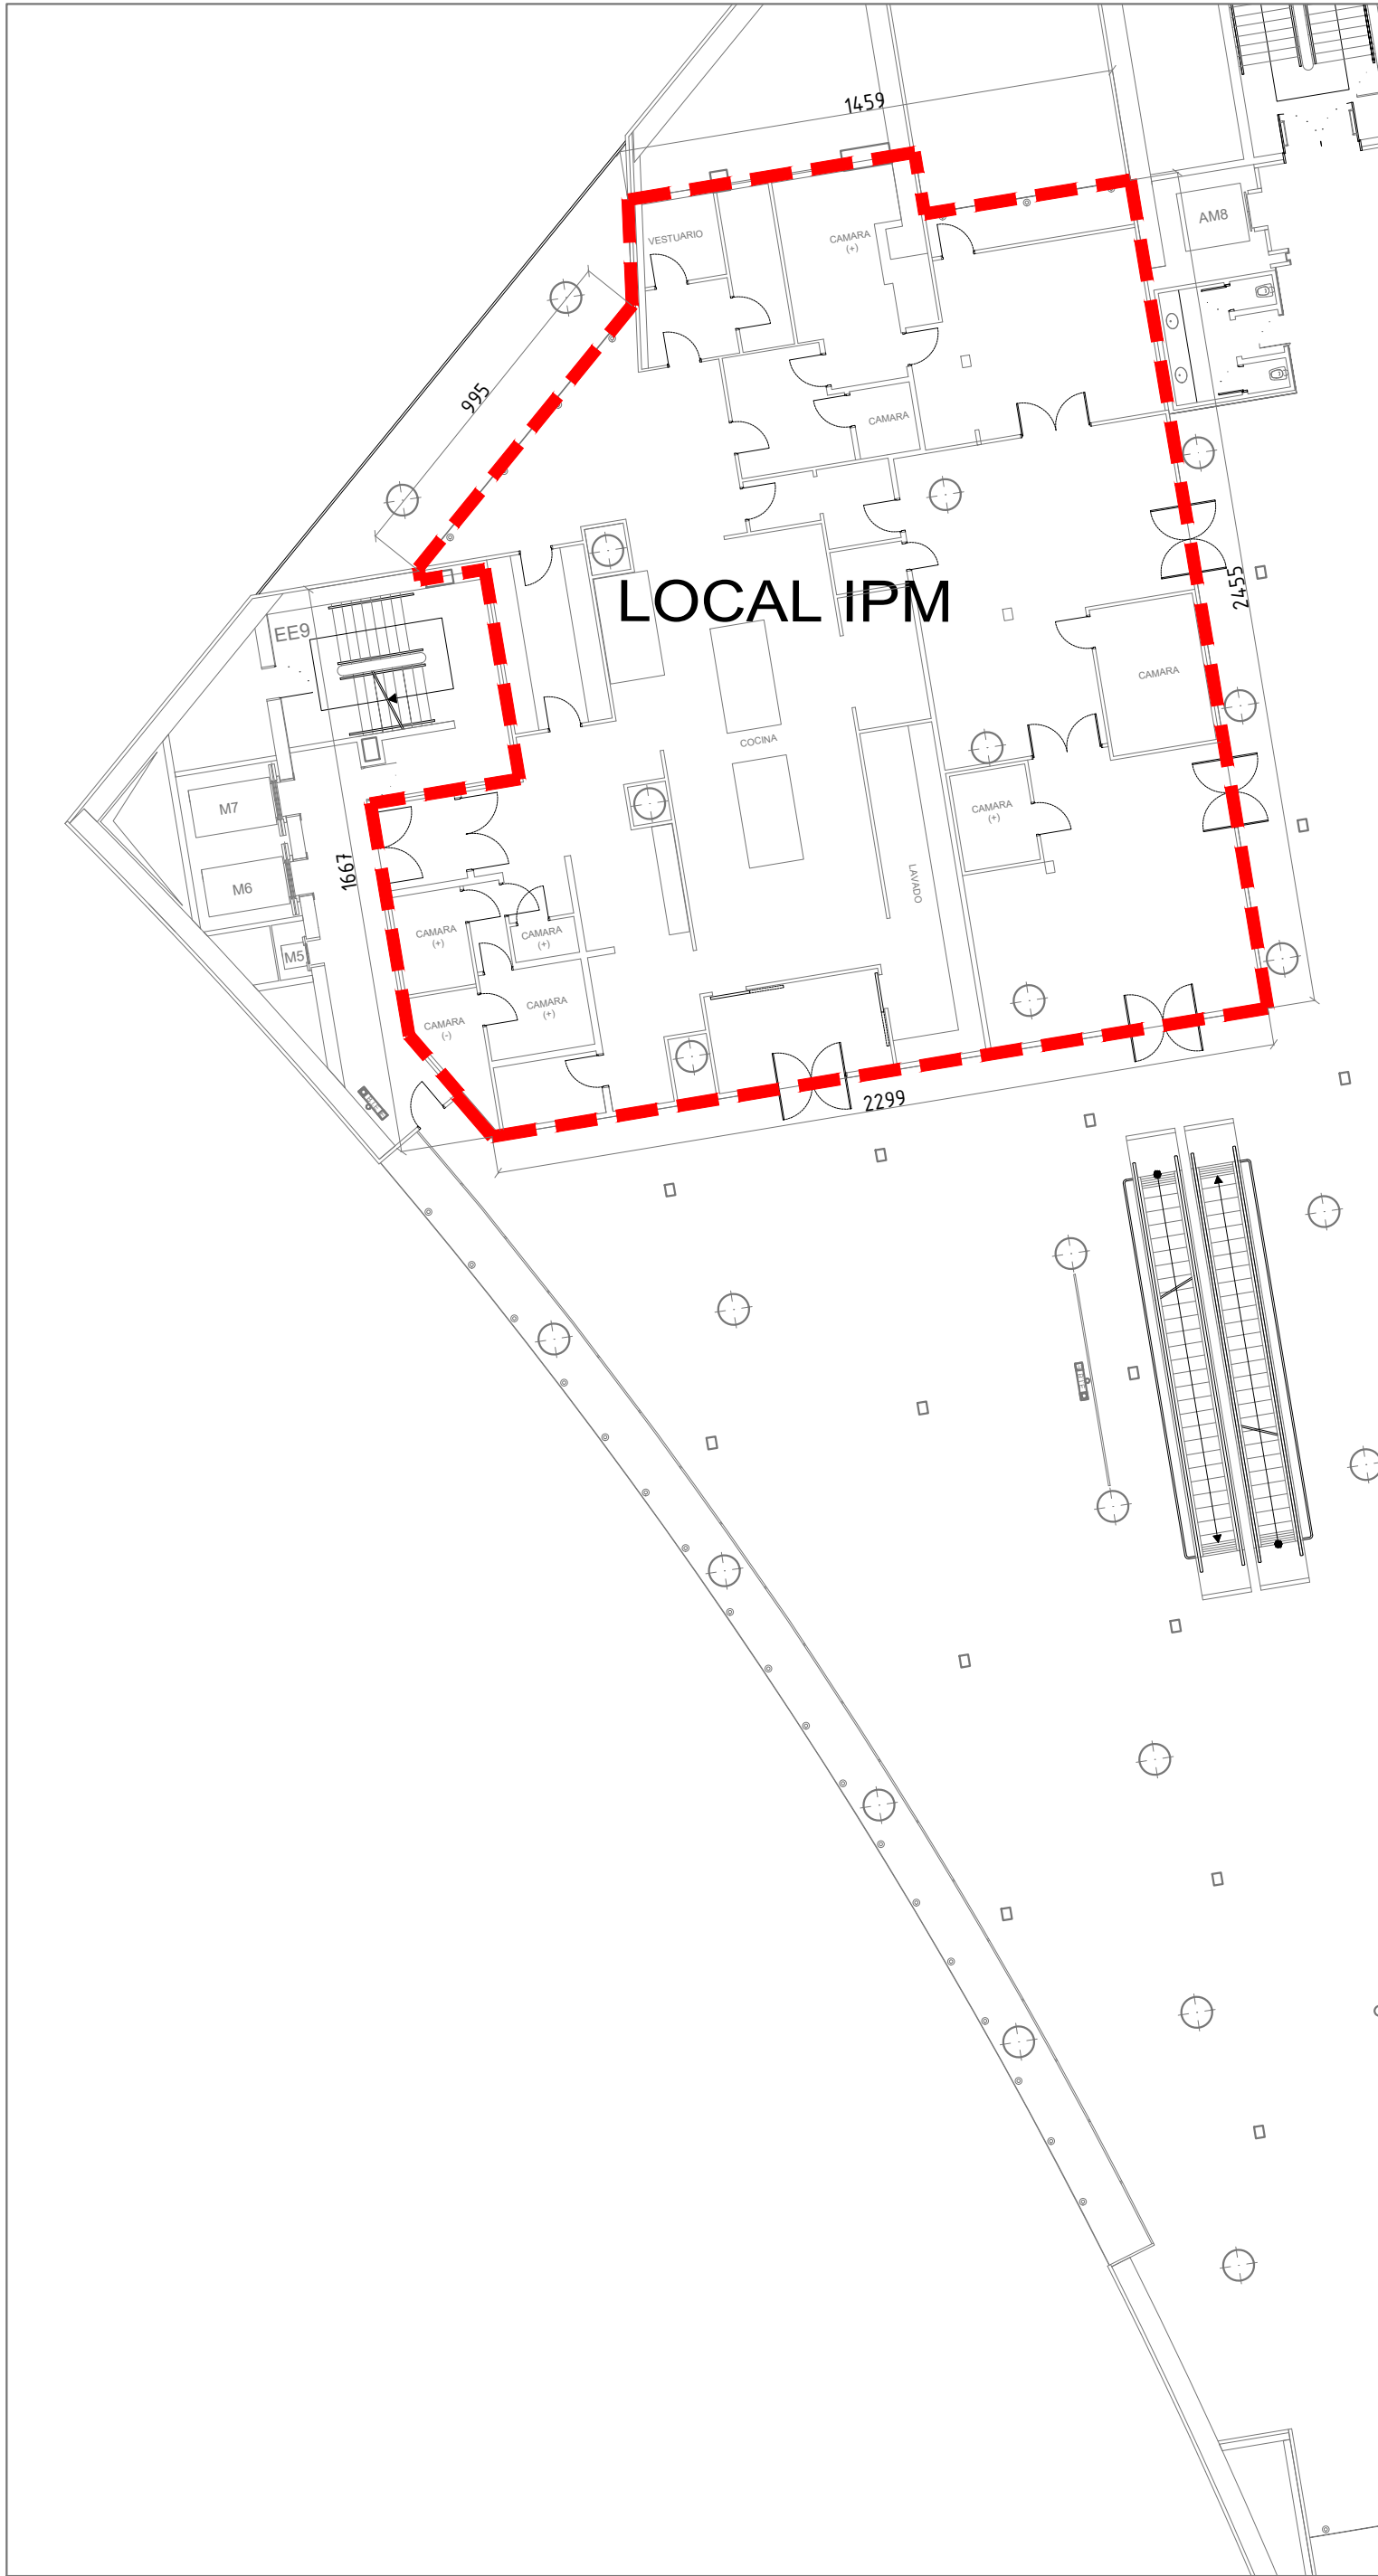 1459
AM8
VESTUARIO
CAMARA
(+)
995
CAMARA
LOCAL IPM
2455
EE9
CAMARA
COCINA
M7
CAMARA
(+)
1667
M6
LAVADO
CAMARA
(+)
CAMARA
(+)
M5
CAMARA
(+)
CAMARA
(-)
2299